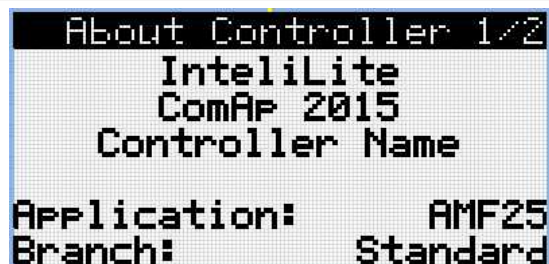 About Controller 1/2
InteliLite
ComAp 2015
Controller Name
Application: AMF25
Branch: Standard